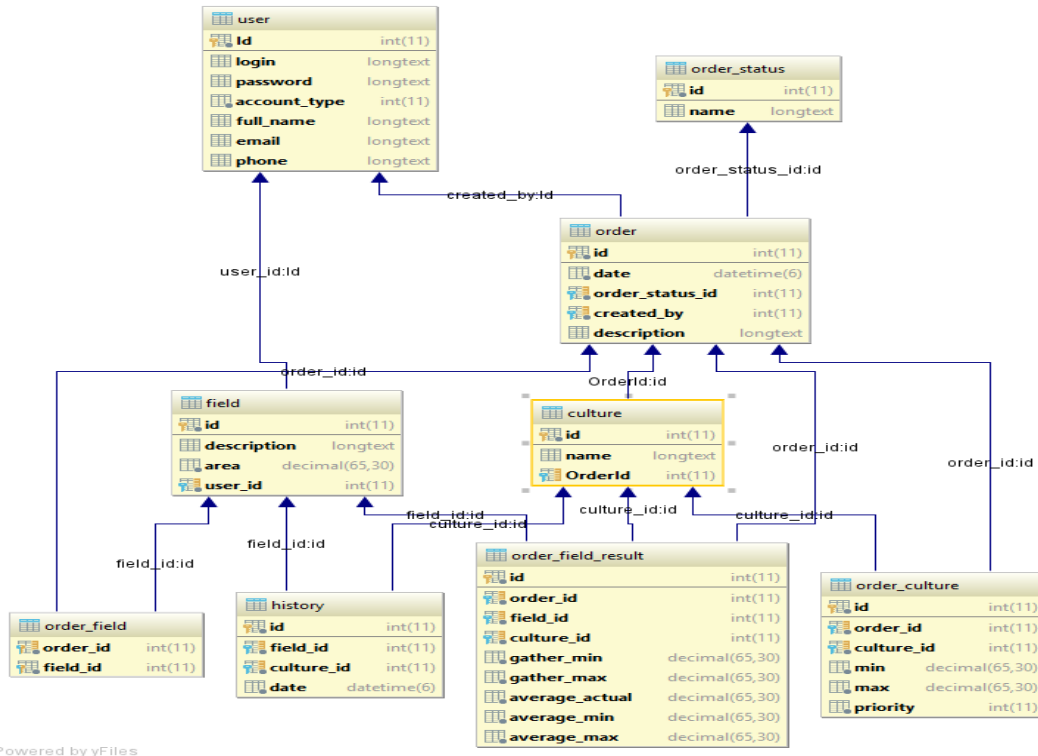 user
Id int(11)
login longtext
password longtext
account_type int(11)
full_name longtext
email longtext
phone longtext
order_status
id int(11)
name longtext
order_status_id:id
created_by:Id
user_id:Id
order
id int(11)
date datetime(6)
order_status_id int(11)
created_by int(11)
description longtext
order_id:id
OrderId:id
order_id:id
order_id:id
field
id int(11)
description longtext
area decimal(65,30)
user_id int(11)
culture
id int(11)
name longtext
OrderId int(11)
field_id:id
field_id:id
field_id:id
culture_id:id
culture_id:id
culture_id:id
order_field
order_id int(11)
field_id int(11)
history
id int(11)
field_id int(11)
culture_id int(11)
date datetime(6)
order_field_result
id int(11)
order_id int(11)
field_id int(11)
culture_id int(11)
gather_min decimal(65,30)
gather_max decimal(65,30)
average_actual decimal(65,30)
average_min decimal(65,30)
average_max decimal(65,30)
order_culture
id int(11)
order_id int(11)
culture_id int(11)
min decimal(65,30)
max decimal(65,30)
priority int(11)
Powered by yFiles